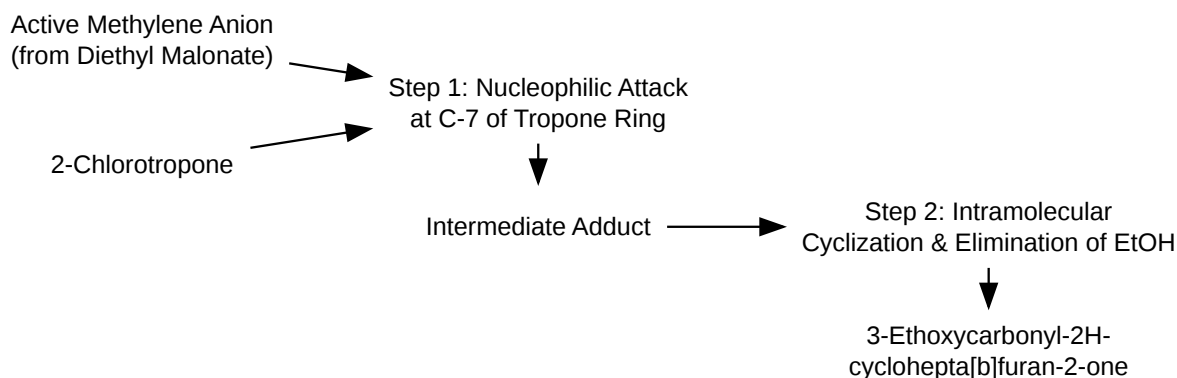 Active Methylene Anion
(from Diethyl Malonate)
2-Chlorotropone
Step 1: Nucleophilic Attack
at C-7 of Tropone Ring
Intermediate Adduct
Step 2: Intramolecular
Cyclization & Elimination of EtOH
3-Ethoxycarbonyl-2H-
cyclohepta[b]furan-2-one